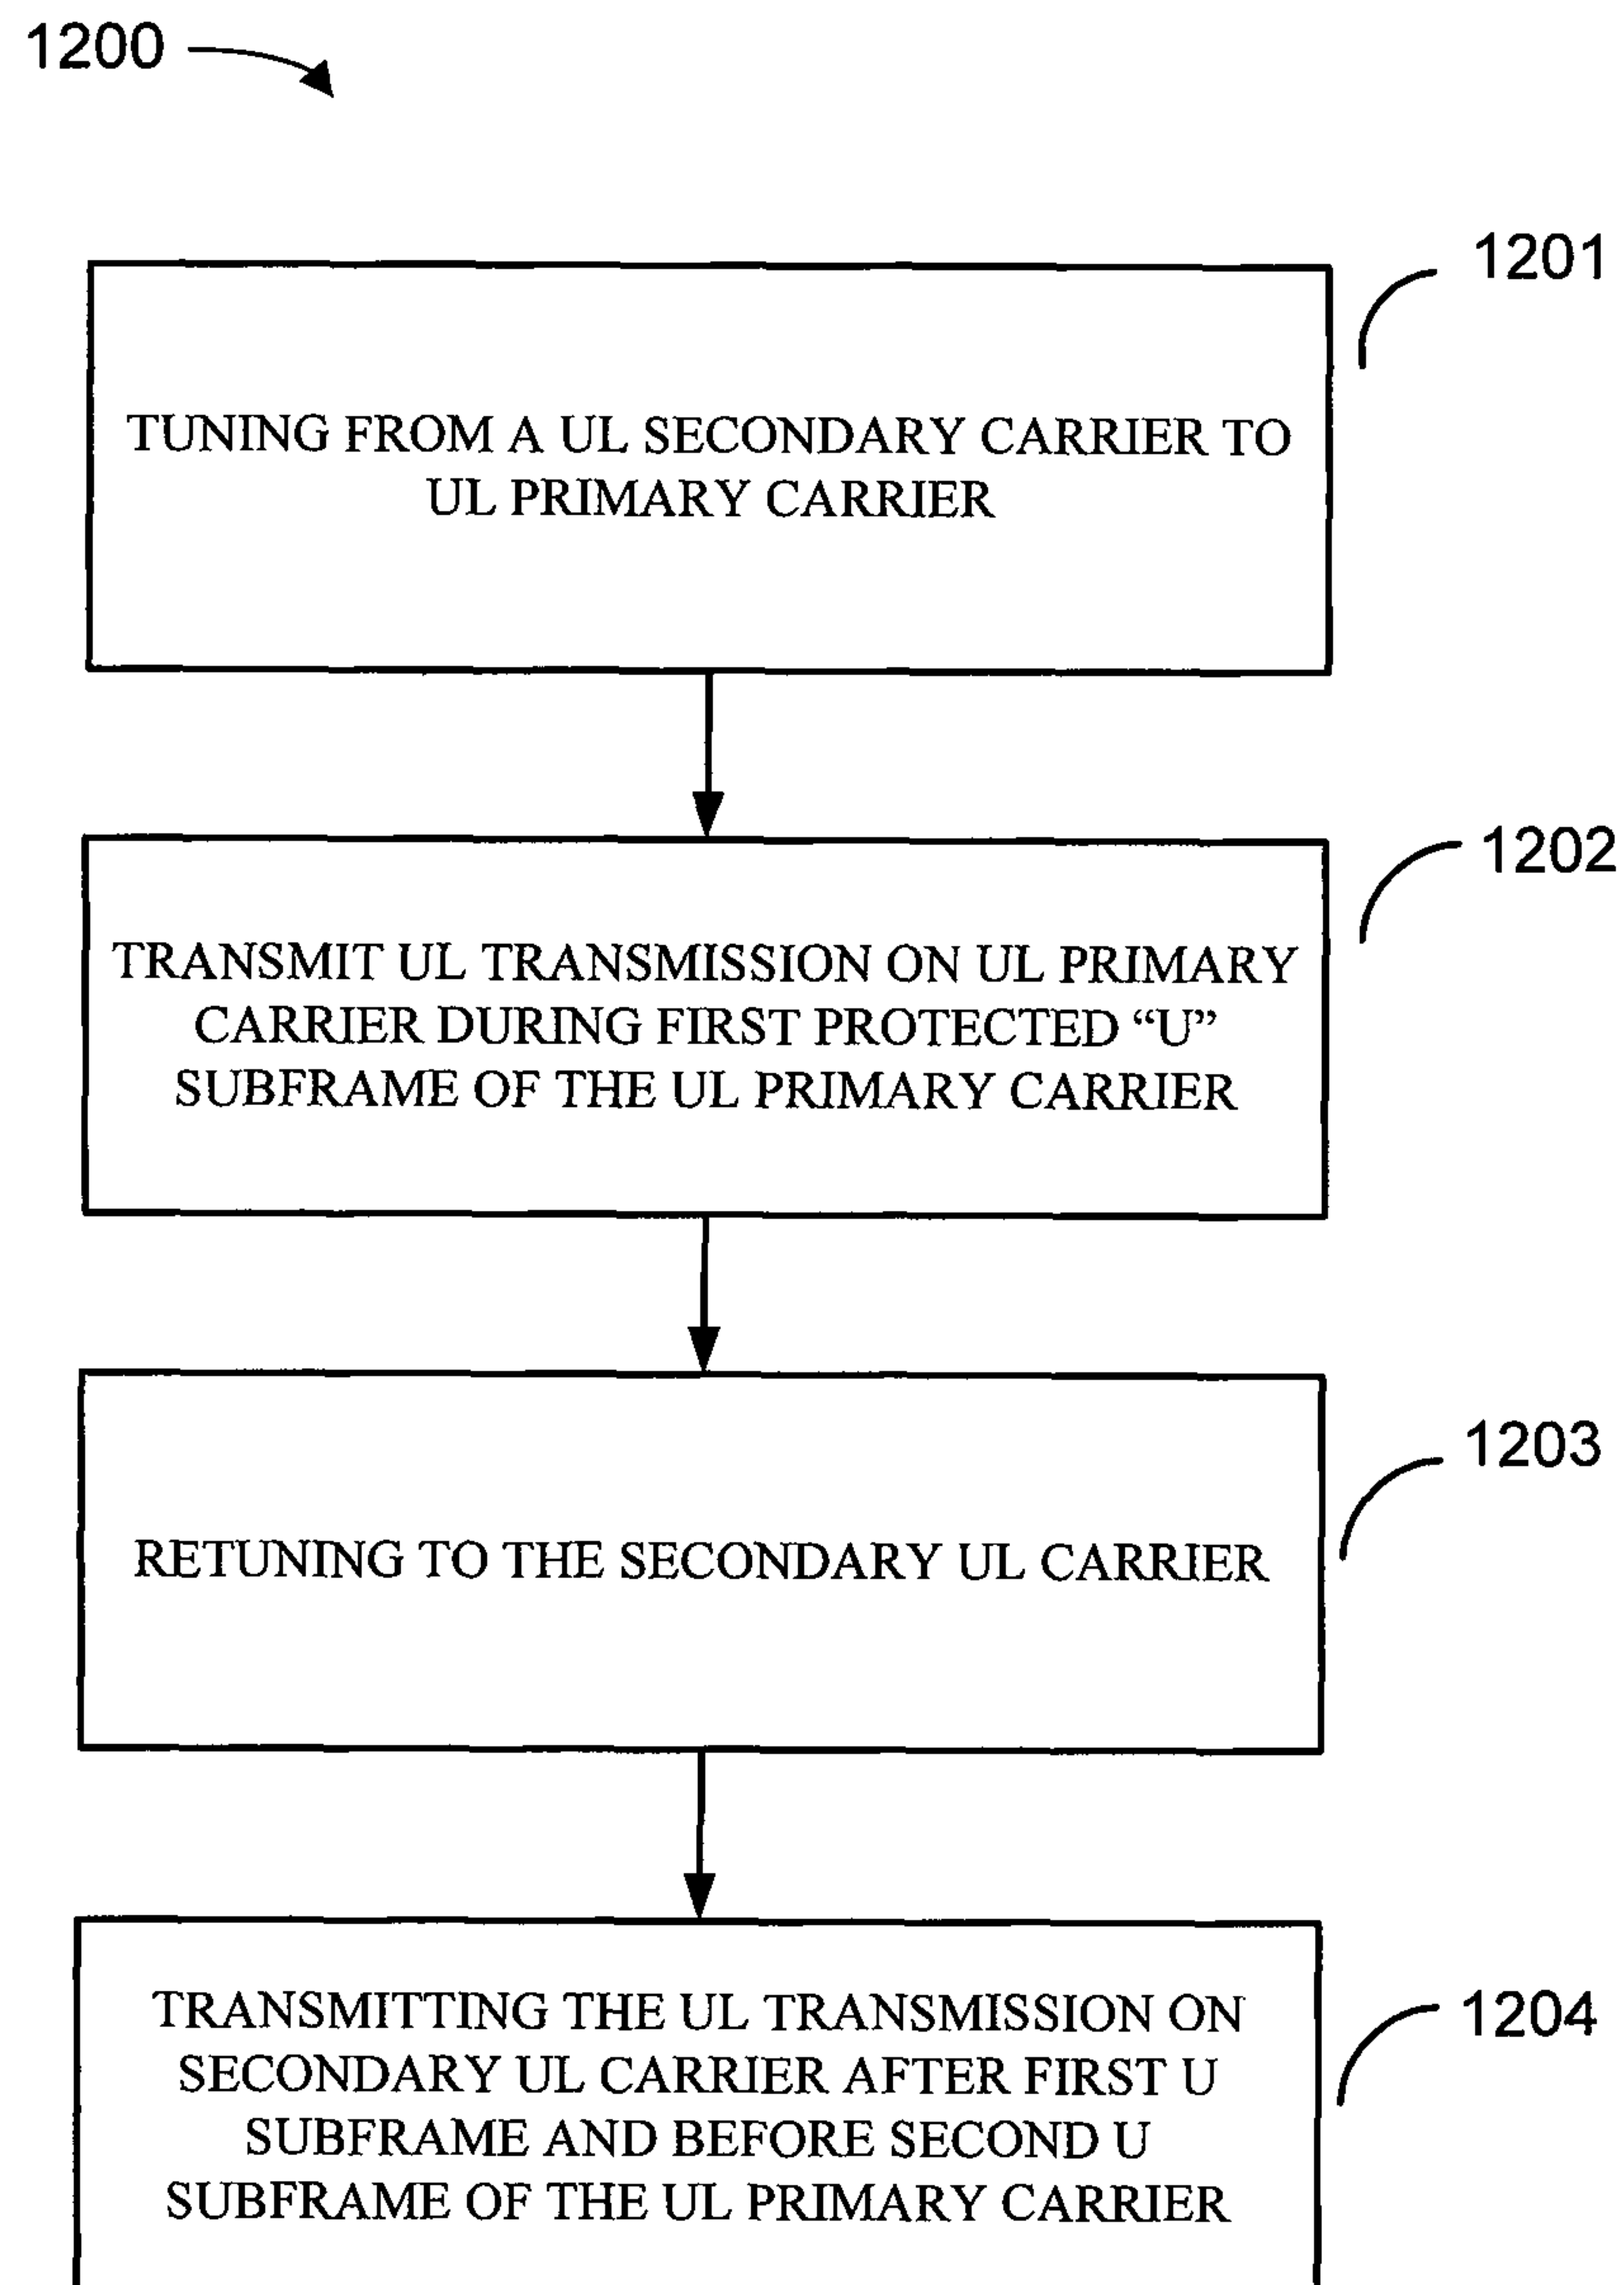 1200
1201
TUNING FROM A UL SECONDARY CARRIER TO
UL PRIMARY CARRIER
1202
TRANSMIT UL TRANSMISSION ON UL PRIMARY
CARRIER DURING FIRST PROTECTED “U”
SUBFRAME OF THE UL PRIMARY CARRIER
1203
RETUNING TO THE SECONDARY UL CARRIER
1204
TRANSMITTING THE UL TRANSMISSION ON
SECONDARY UL CARRIER AFTER FIRST U
SUBFRAME AND BEFORE SECOND U
SUBFRAME OF THE UL PRIMARY CARRIER